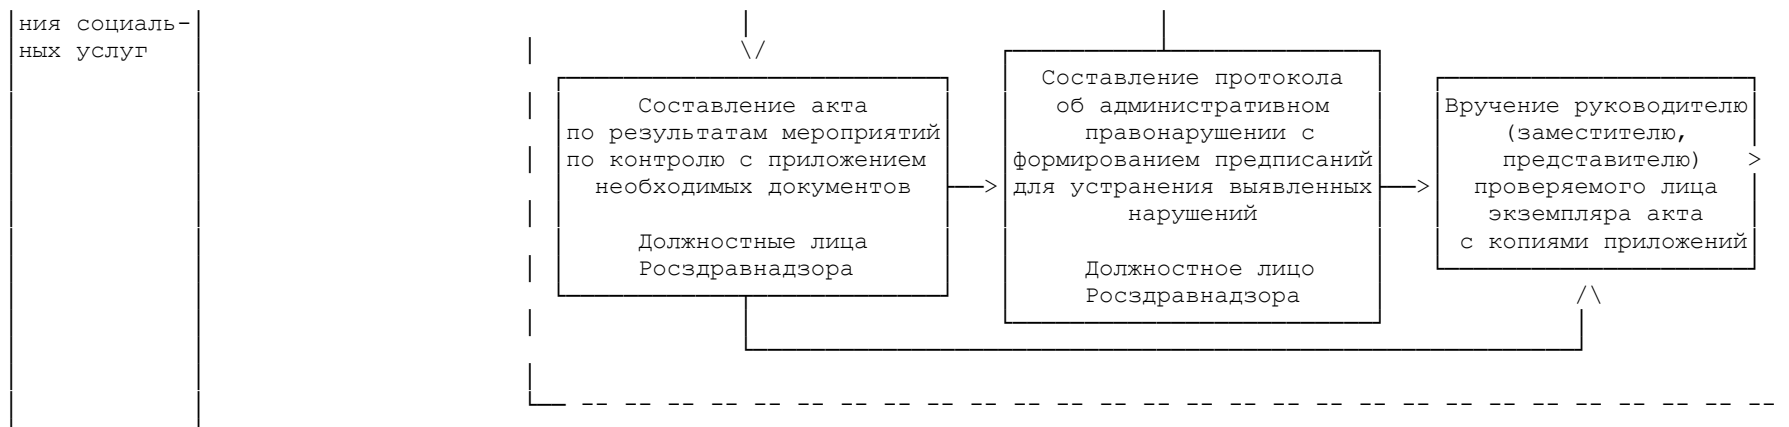 ния социаль-
ных услуг
Составление акта
по результатам мероприятий
по контролю с приложением
необходимых документов
Должностные лица
Росздравнадзора
Составление протокола
об административном
правонарушении с
формированием предписаний
для устранения выявленных
нарушений
Должностное лицо
Росздравнадзора
Вручение руководителю
(заместителю,
представителю)
проверяемого лица
экземпляра акта
с копиями приложений